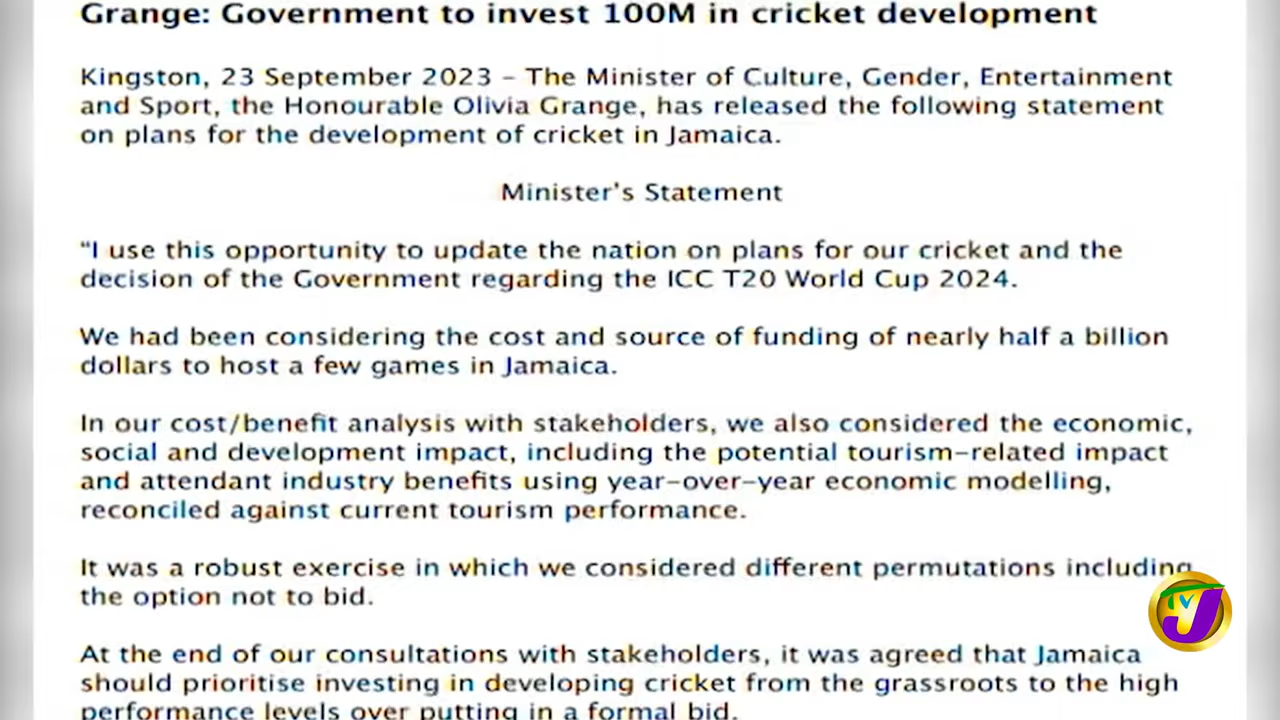 Grange: Government to invest 100M in cricket development
Kingston, 23 September 2023 – The Minister of Culture, Gender, Entertainment
and Sport, the Honourable Olivia Grange, has released the following statement
on plans for the development of cricket in Jamaica.
Minister's Statement
“I use this opportunity to update the nation on plans for our cricket and the
decision of the Government regarding the ICC T20 World Cup 2024.
We had been considering the cost and source of funding of nearly half a billion
dollars to host a few games in Jamaica.
In our cost/benefit analysis with stakeholders, we also considered the economic,
social and development impact, including the potential tourism–related impact
and attendant industry benefits using year–over–year economic modelling,
reconciled against current tourism performance.
It was a robust exercise in which we considered different permutations including
the option not to bid.
At the end of our consultations with stakeholders, it was agreed that Jamaica
should prioritise investing in developing cricket from the grassroots to the high
performance levels over putting in a formal bid.
TVJ